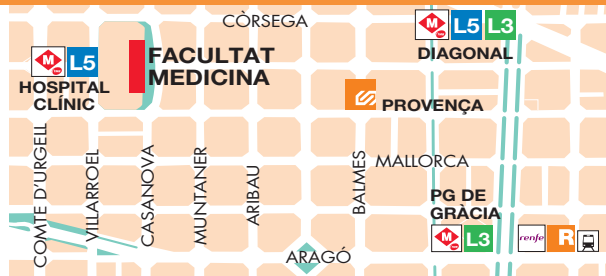 CÒRSEGA
M L5 L3
DIAGONAL
M L5
HOSPITAL
CLÍNIC
FACULTAT
MEDICINA
PROVENÇA
COMTE D'URGELL
VILLARROEL
CASANOVA
MUNTANER
ARIBAU
BALMES
MALLORCA
PG DE
GRÀCIA
M L3
renfe R
ARAGÓ